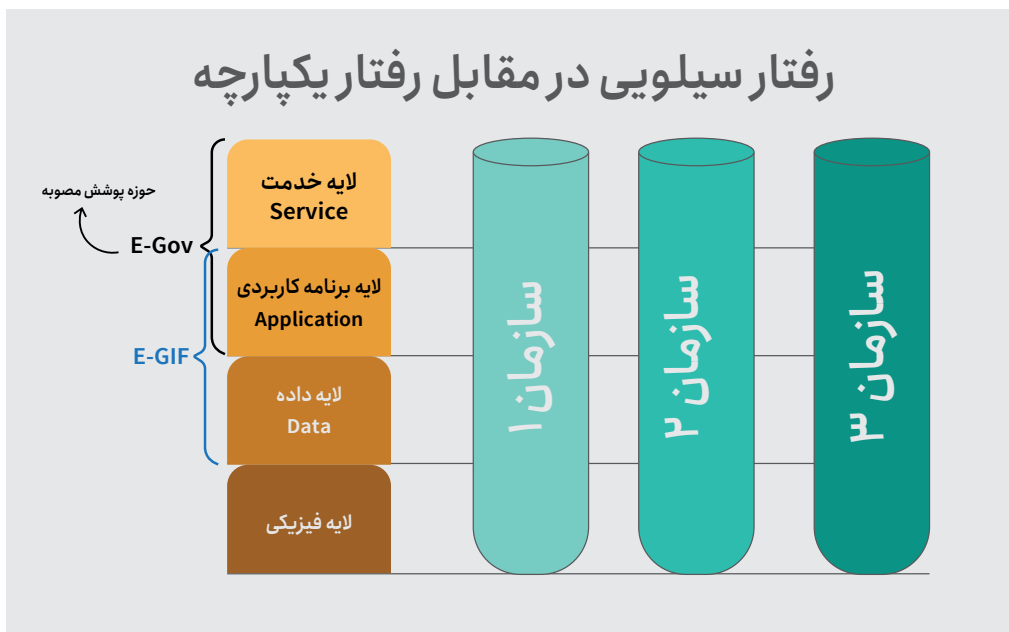 رفتار سیلویی در مقابل رفتار یکپارچه
حوزه پوشش مصوبه
E-Gov
E-GIF
لایه خدمت
Service
لایه برنامه کاربردی
Application
لایه داده
Data
لایه فیزیکی
سازمان ۱
سازمان ۲
سازمان ۳